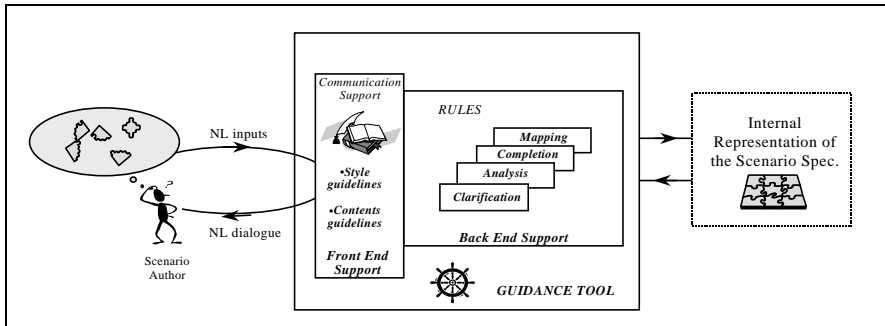 NL inputs
?
NL dialogue
Scenario
Author
Communication
Support
•Style
guidelines
•Contents
guidelines
Front End
Support
RULES
Mapping
Completion
Analysis
Clarification
Back End Support
GUIDANCE TOOL
Internal
Representation of
the Scenario Spec.